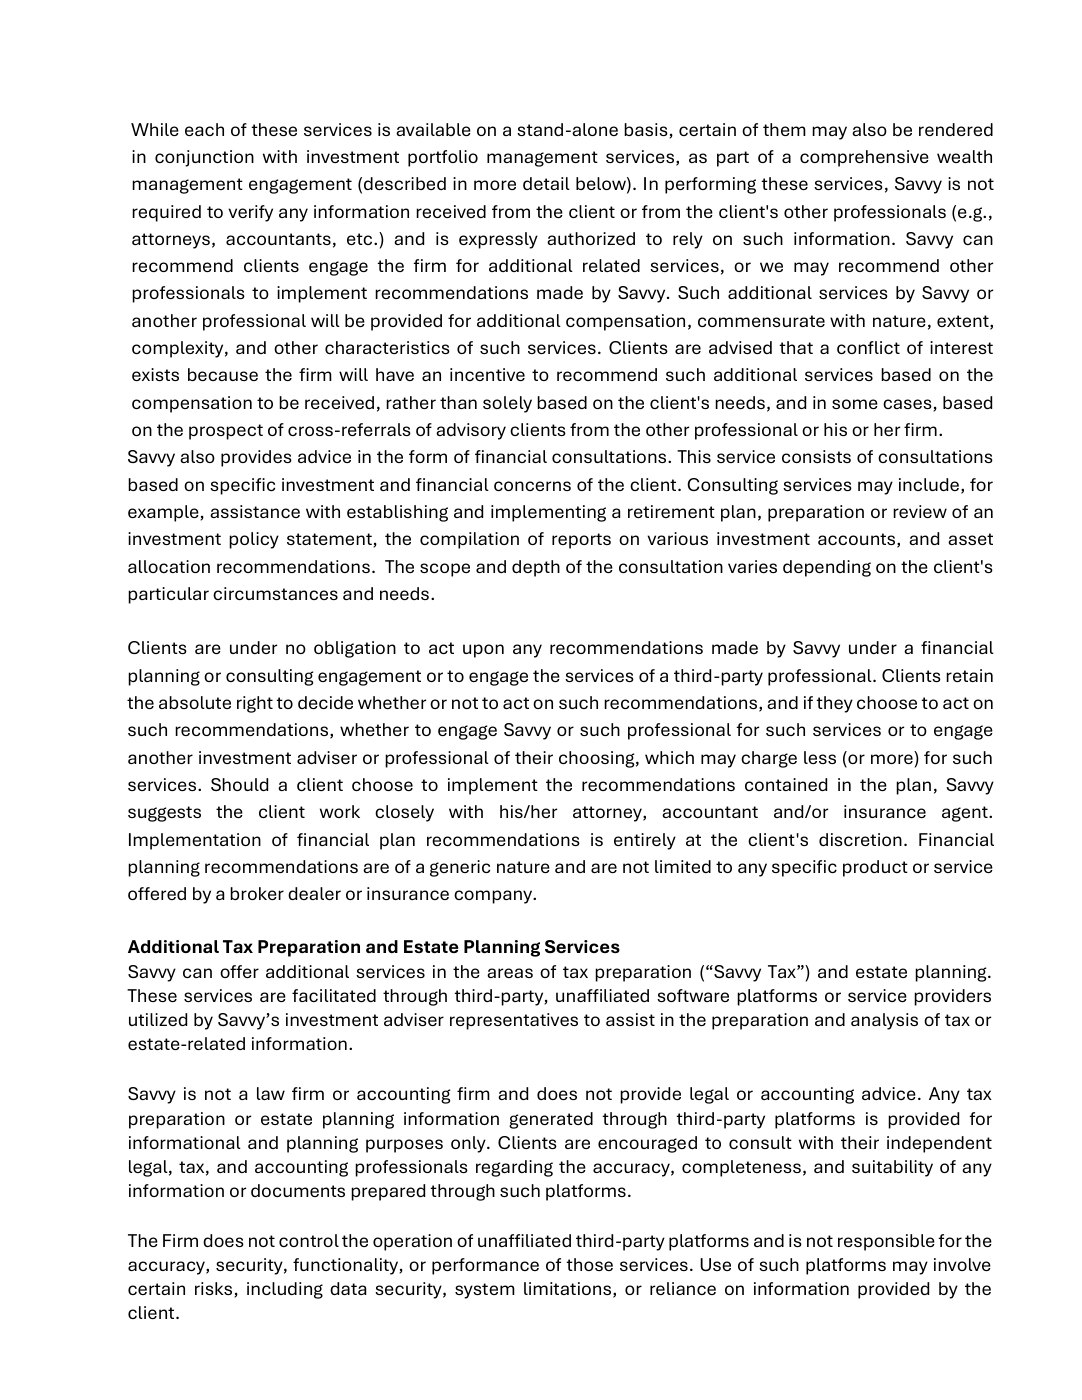 While each of these services is available on a stand-alone basis, certain of them may also be rendered
in conjunction with investment portfolio management services, as part of a comprehensive wealth
management engagement (described in more detail below). In performing these services, Savvy is not
required to verify any information received from the client or from the client's other professionals (e.g.,
attorneys, accountants, etc.) and is expressly authorized to rely on such information. Savvy can
recommend clients engage the firm for additional related services, or we may recommend other
professionals to implement recommendations made by Savvy. Such additional services by Savvy or
another professional will be provided for additional compensation, commensurate with nature, extent,
complexity, and other characteristics of such services. Clients are advised that a conflict of interest
exists because the firm will have an incentive to recommend such additional services based on the
compensation to be received, rather than solely based on the client's needs, and in some cases, based
on the prospect of cross-referrals of advisory clients from the other professional or his or her firm.
Savvy also provides advice in the form of financial consultations. This service consists of consultations
based on specific investment and financial concerns of the client. Consulting services may include, for
example, assistance with establishing and implementing a retirement plan, preparation or review of an
investment policy statement, the compilation of reports on various investment accounts, and asset
allocation recommendations.  The scope and depth of the consultation varies depending on the client's
particular circumstances and needs.

Clients are under no obligation to act upon any recommendations made by Savvy under a financial
planning or consulting engagement or to engage the services of a third-party professional. Clients retain
the absolute right to decide whether or not to act on such recommendations, and if they choose to act on
such recommendations, whether to engage Savvy or such professional for such services or to engage
another investment adviser or professional of their choosing, which may charge less (or more) for such
services. Should a client choose to implement the recommendations contained in the plan, Savvy
suggests the client work closely with his/her attorney, accountant and/or insurance agent.
Implementation of financial plan recommendations is entirely at the client's discretion. Financial
planning recommendations are of a generic nature and are not limited to any specific product or service
offered by a broker dealer or insurance company.

Additional Tax Preparation and Estate Planning Services
Savvy can offer additional services in the areas of tax preparation (“Savvy Tax”) and estate planning.
These services are facilitated through third-party, unaffiliated software platforms or service providers
utilized by Savvy’s investment adviser representatives to assist in the preparation and analysis of tax or
estate-related information.

Savvy is not a law firm or accounting firm and does not provide legal or accounting advice. Any tax
preparation or estate planning information generated through third-party platforms is provided for
informational and planning purposes only. Clients are encouraged to consult with their independent
legal, tax, and accounting professionals regarding the accuracy, completeness, and suitability of any
information or documents prepared through such platforms.

The Firm does not control the operation of unaffiliated third-party platforms and is not responsible for the
accuracy, security, functionality, or performance of those services. Use of such platforms may involve
certain risks, including data security, system limitations, or reliance on information provided by the
client.